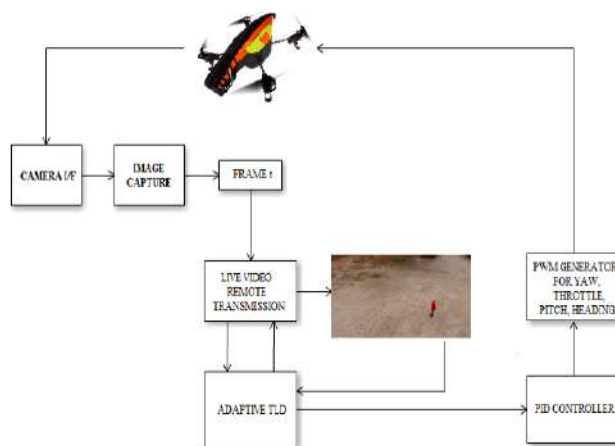 CAMERA I/F
IMAGE
CAPTURE
FRAME t
LIVE VIDEO
REMOTE
TRANSMISSION
PWM GENERATOR
FOR YAW,
THROTTLE,
PITCH, HEADING
ADAPTIVE TLD
PID CONTROLLER